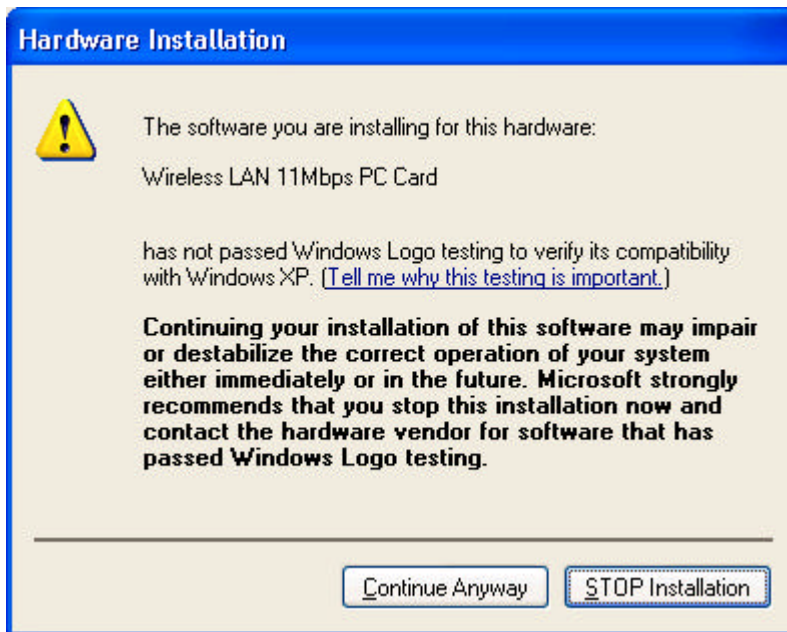 Hardware Installation
The software you are installing for this hardware:
Wireless LAN 11Mbps PC Card
has not passed Windows Logo testing to verify its compatibility
with Windows XP. (Tell me why this testing is important.)
Continuing your installation of this software may impair
or destabilize the correct operation of your system
either immediately or in the future. Microsoft strongly
recommends that you stop this installation now and
contact the hardware vendor for software that has
passed Windows Logo testing.
Continue Anyway
STOP Installation